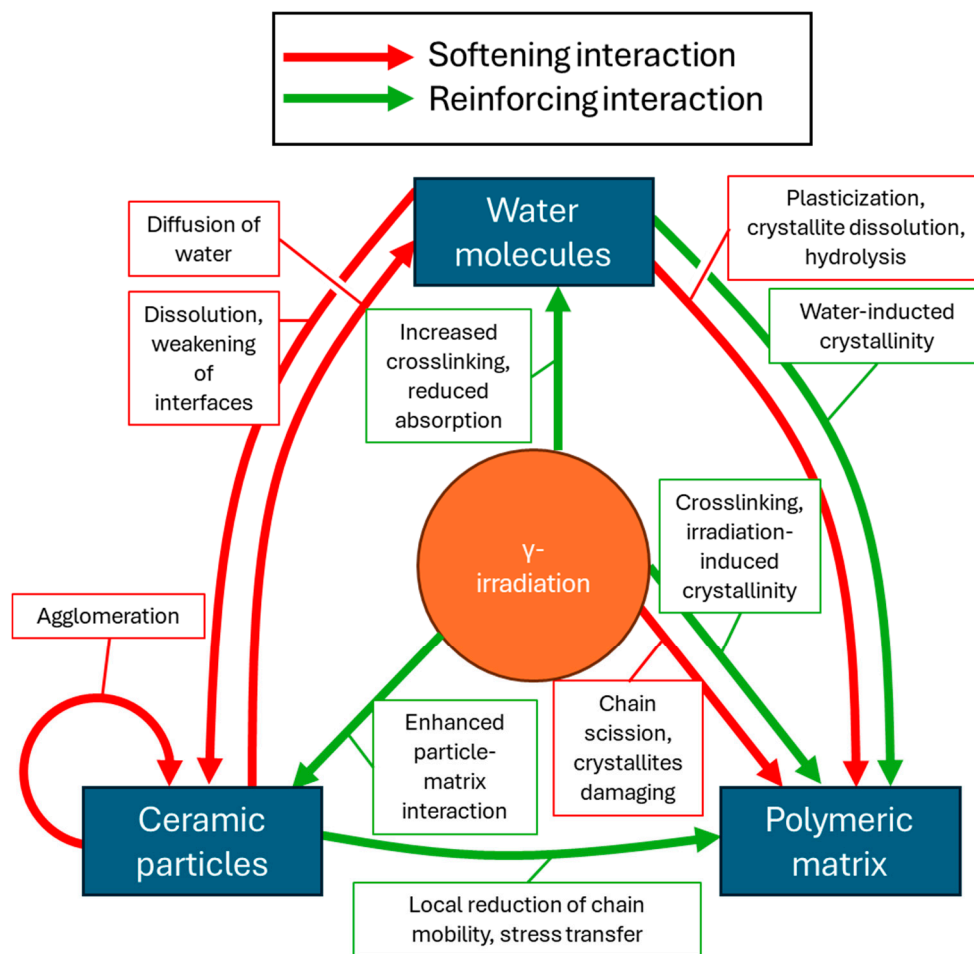 Softening interaction
Reinforcing interaction
Water
molecules
Diffusion of
water
Dissolution,
weakening
of
interfaces
Increased
crosslinking,
reduced
absorption
Plasticization,
crystallite dissolution,
hydrolysis
Water-inducted
crystallinity
γ-
irradiation
Crosslinking,
irradiation-
induced
crystallinity
Agglomeration
Enhanced
particle-
matrix
interaction
Chain
scission,
crystallites
damaging
Ceramic
particles
Polymeric
matrix
Local reduction of chain
mobility, stress transfer